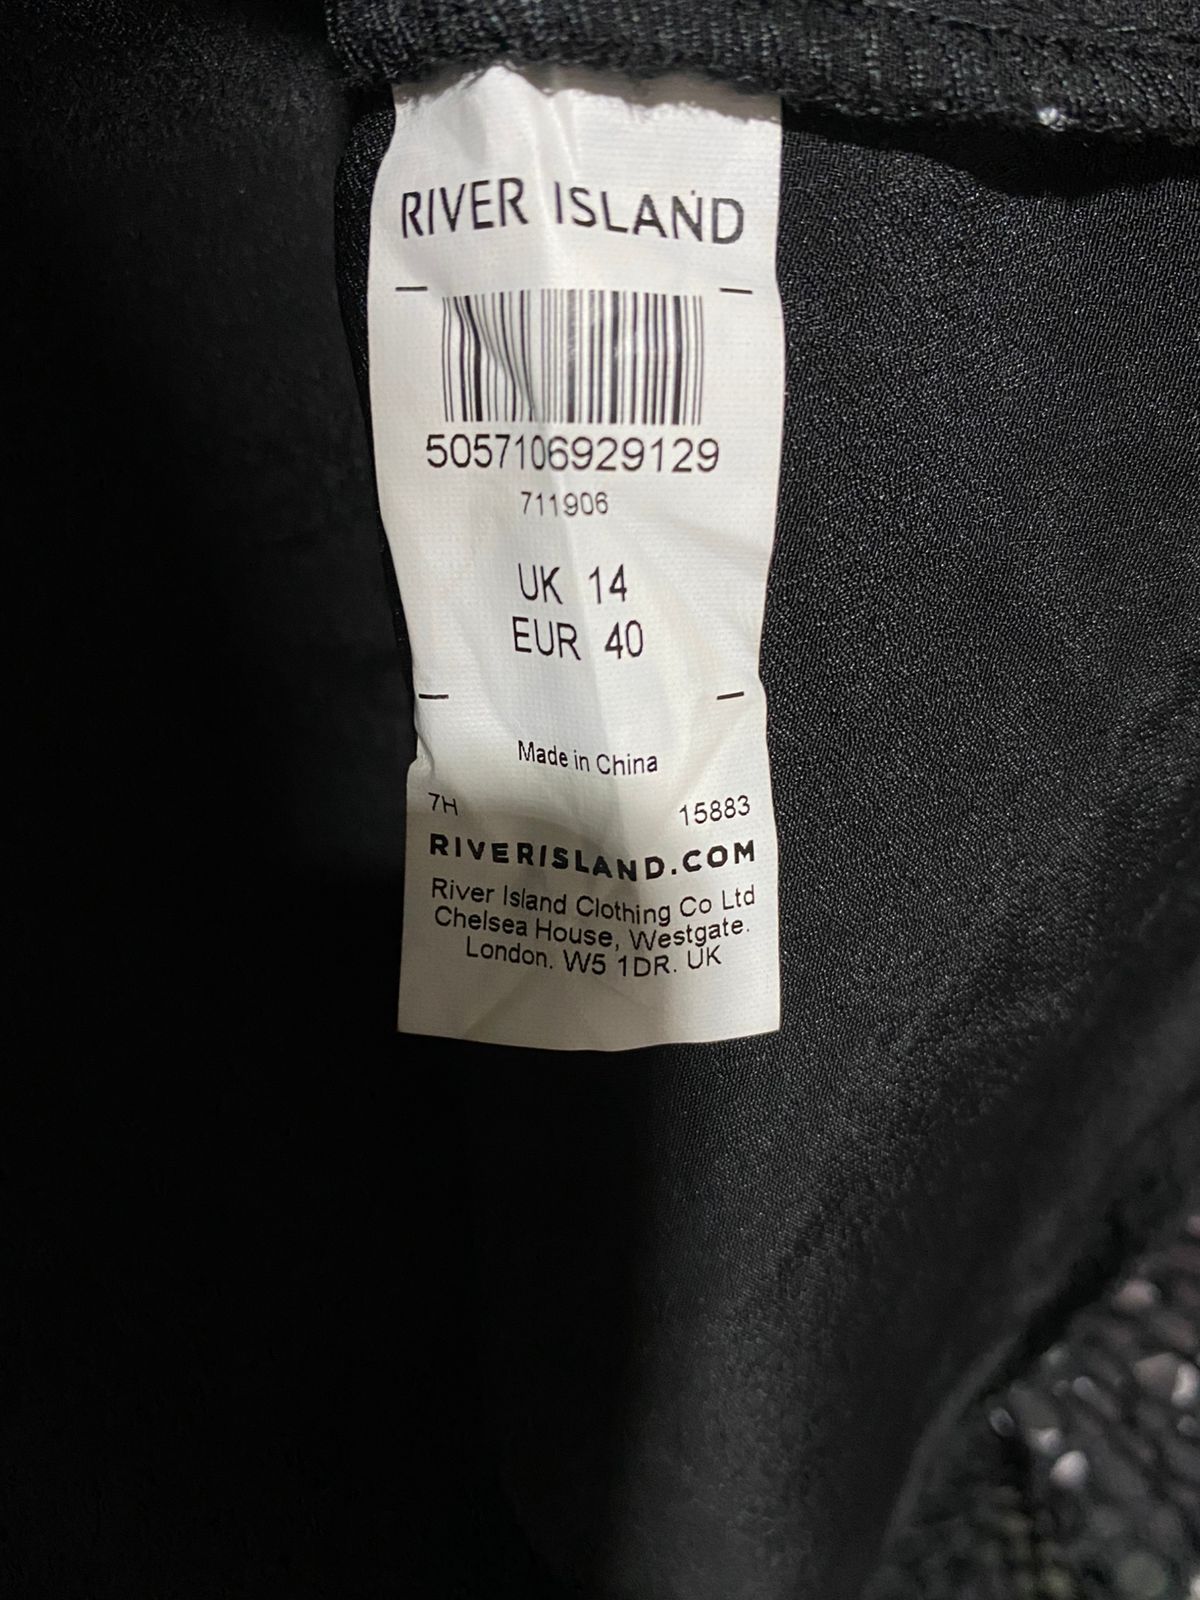 RIVER ISLAND
5057106929129
711906
UK 14
EUR 40
Made in China
7H 15883
RIVERISLAND.COM
River Island Clothing Co Ltd
Chelsea House, Westgate.
London. W5 1DR. UK